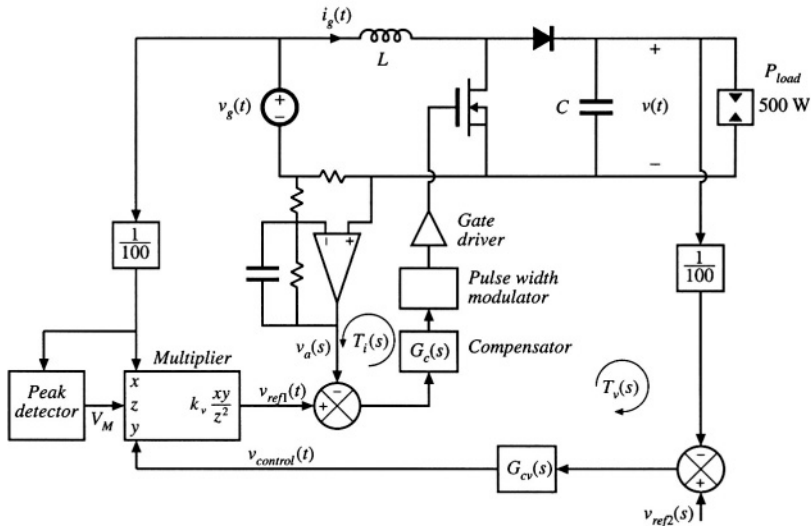 i_g(t)
L
P_load
v_g(t)
+
−
C
+
v(t)
−
500 W
1/100
− +
Gate
driver
Pulse width
modulator
1/100
v_a(s)
T_i(s)
G_c(s)
Compensator
Multiplier
Peak
detector
V_M
x
z
y
k_v xy/z^2
v_ref1(t)
−
+
T_v(s)
v_control(t)
G_cv(s)
−
+
v_ref2(s)